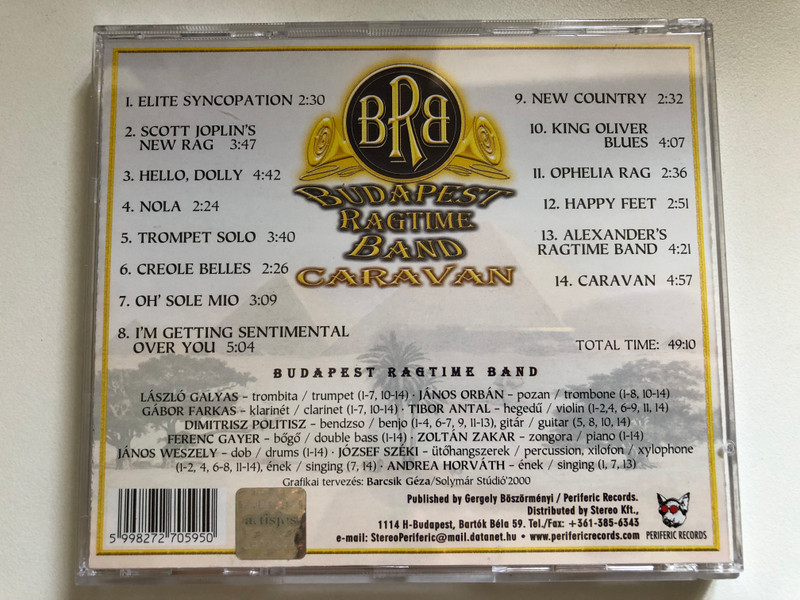 BRB
BUDAPEST
RAGTIME
BAND
CARAVAN
1. ELITE SYNCOPATION 2:30
2. SCOTT JOPLIN'S
NEW RAG 3:47
3. HELLO, DOLLY 4:42
4. NOLA 2:24
5. TROMPET SOLO 3:40
6. CREOLE BELLES 2:26
7. OH' SOLE MIO 3:09
8. I'M GETTING SENTIMENTAL
OVER YOU 5:04
9. NEW COUNTRY 2:32
10. KING OLIVER
BLUES 4:07
11. OPHELIA RAG 2:36
12. HAPPY FEET 2:51
13. ALEXANDER'S
RAGTIME BAND 4:21
14. CARAVAN 4:57
TOTAL TIME: 49:10
BUDAPEST RAGTIME BAND
LÁSZLÓ GALYAS – trombita / trumpet (1-7, 10-14) · JÁNOS ORBÁN – pozan / trombone (1-8, 10-14)
GÁBOR FARKAS – klarinét / clarinet (1-7, 10-14) · TIBOR ANTAL – hegedű / violin (1-2,4, 6-9, 11, 14)
DIMITRISZ POLITISZ – bendzso / benjo (1-4, 6-7, 9, 11-13), gitár / guitar (5, 8, 10, 14)
FERENC GAYER – bőgő / double bass (1-14) · ZOLTÁN ZAKAR – zongora / piano (1-14)
JÁNOS WESZELY – dob / drums (1-14) · JÓZSEF SZÉKI – ütőhangszerek / percussion, xilofon / xylophone
(1-2, 4, 6-8, 11-14), ének / singing (7, 14) · ANDREA HORVÁTH – ének / singing (1, 7, 13)
Grafikai tervezés: Barcsik Géza/Solymár Stúdió'2000
Published by Gergely Böszörményi / Periferic Records.
Distributed by Stereo Kft.,
1114 H-Budapest, Bartók Béla 59. Tel./Fax: +361-385-6343
e-mail: StereoPeriferic@mail.datanet.hu • www.perifericrecords.com
PERIFERIC RECORDS
5 998272 705950